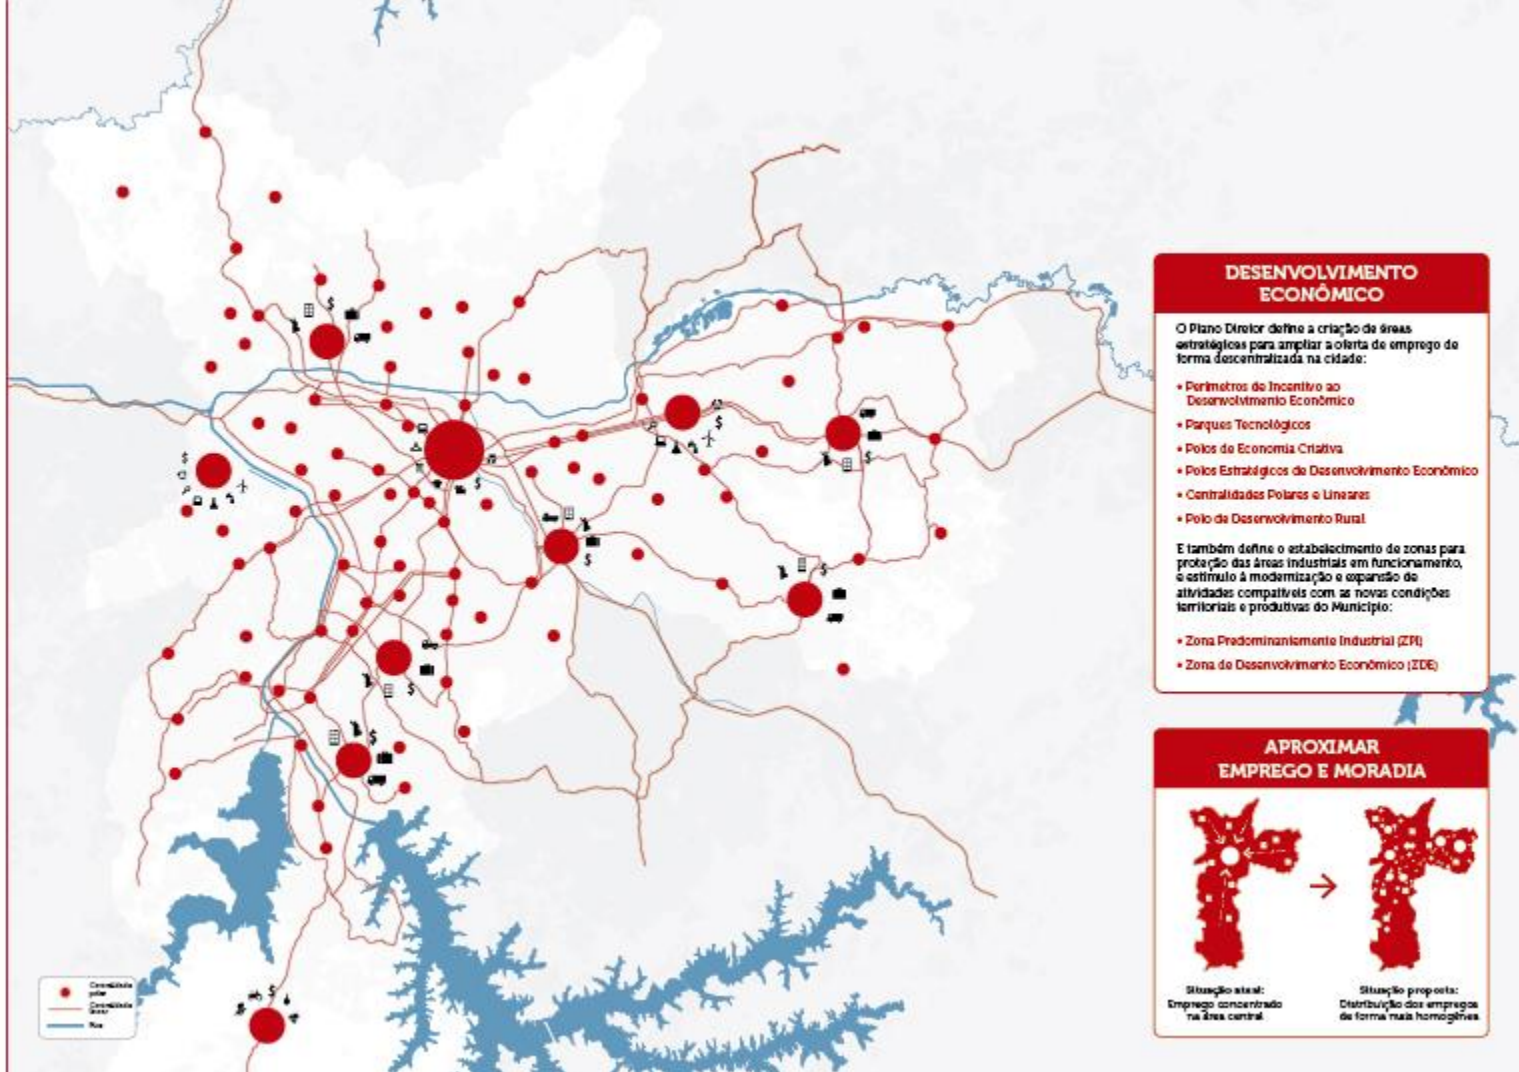 DESENVOLVIMENTO
ECONÔMICO
O Plano Diretor define a criação de áreas
estratégicas para ampliar a oferta de emprego de
forma descentralizada na cidade:
• Perímetros de Incentivo ao
Desenvolvimento Econômico
• Parques Tecnológicos
• Polos de Economia Criativa
• Polos Estratégicos de Desenvolvimento Econômico
• Centralidades Polares e Lineares
• Polo de Desenvolvimento Rural
E também define o estabelecimento de zonas para
proteção das áreas industriais em funcionamento,
e estímulo à modernização e expansão de
atividades compatíveis com as novas condições
territoriais e produtivas do Município:
• Zona Predominantemente Industrial (ZPI)
• Zona de Desenvolvimento Econômico (ZDE)
APROXIMAR
EMPREGO E MORADIA
Situação atual:
Emprego concentrado
na área central
Situação proposta:
Distribuição dos empregos
de forma mais homogênea
Centralidade
polar
Centralidade
linear
Rios